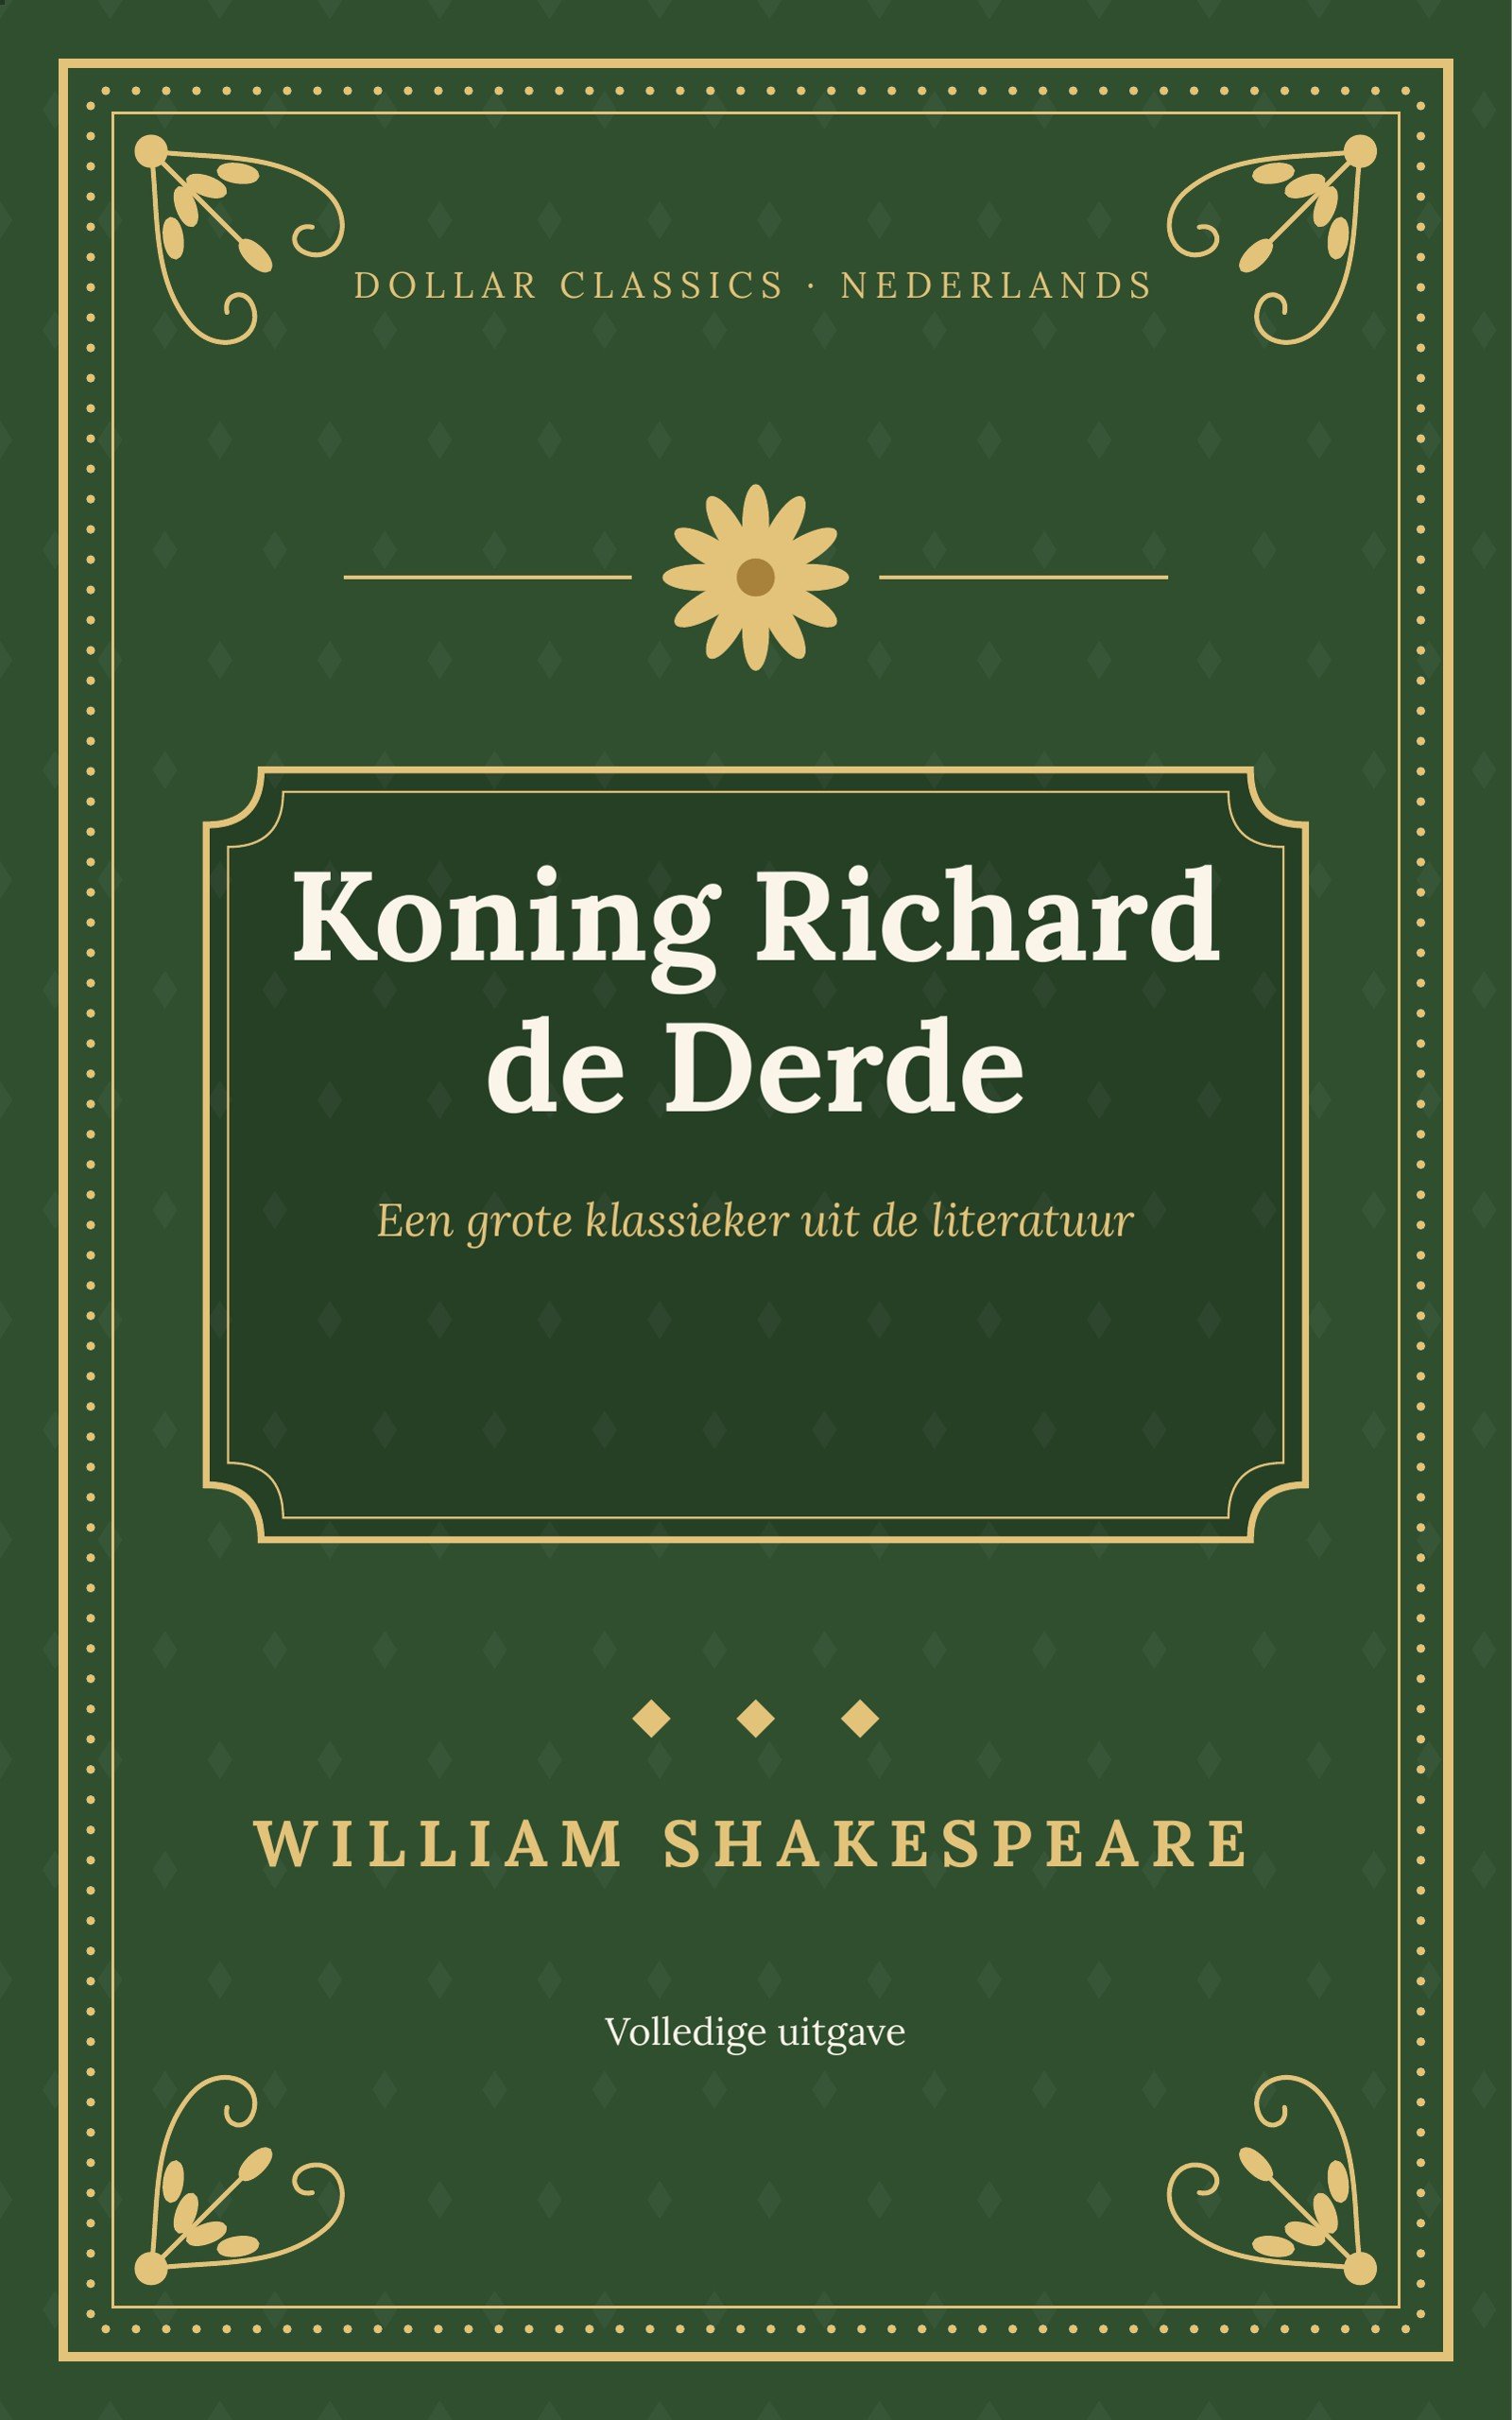 DOLLAR CLASSICS · NEDERLANDS
Koning Richard
de Derde
Een grote klassieker uit de literatuur
WILLIAM SHAKESPEARE
Volledige uitgave